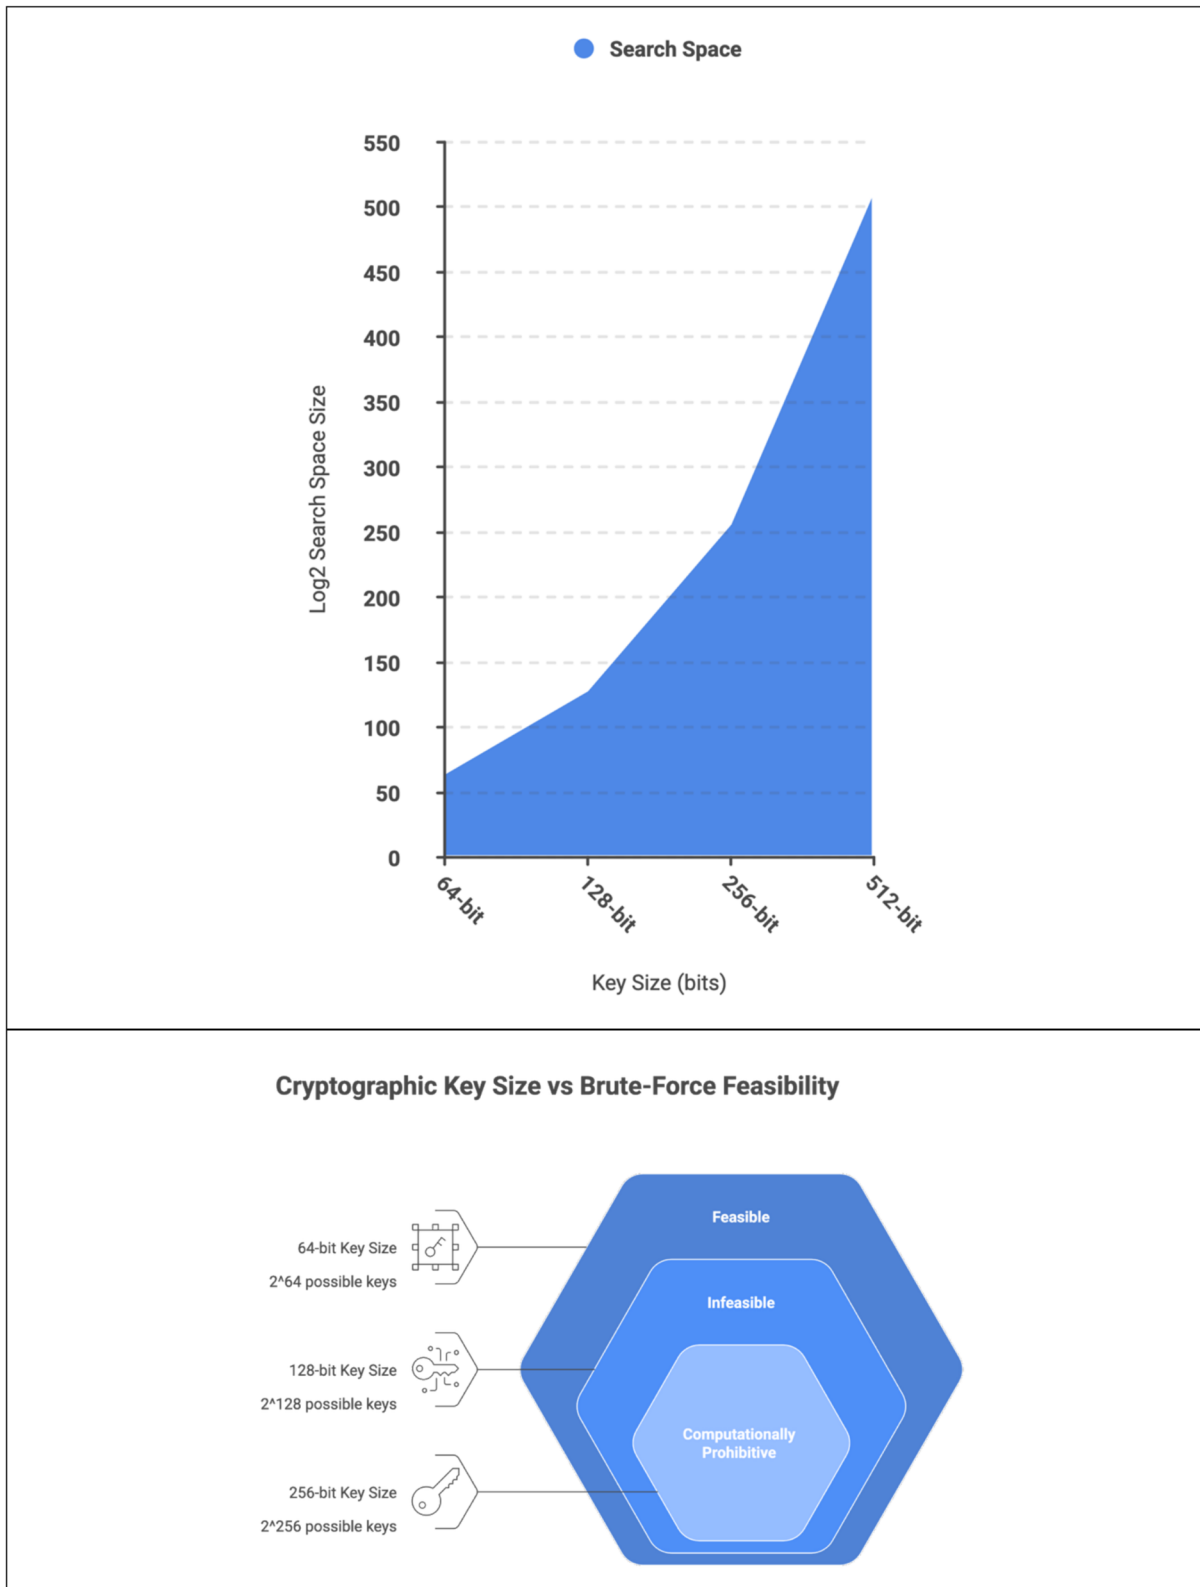 Search Space
550
500
450
400
350
300
250
200
150
100
50
0
Log2 Search Space Size
64-bit
128-bit
256-bit
512-bit
Key Size (bits)
Cryptographic Key Size vs Brute-Force Feasibility
Feasible
64-bit Key Size
2^64 possible keys
Infeasible
128-bit Key Size
2^128 possible keys
Computationally
Prohibitive
256-bit Key Size
2^256 possible keys